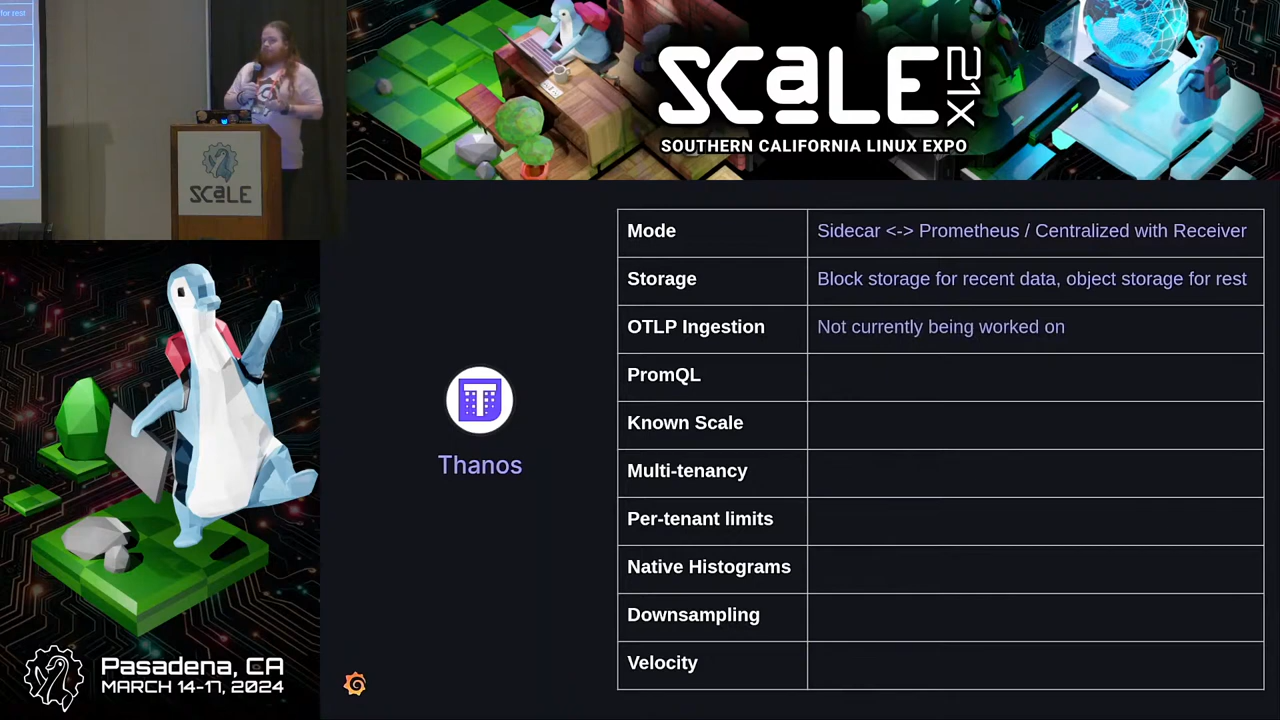 for rest
SCALE
SCaLE 21X
SOUTHERN CALIFORNIA LINUX EXPO
Thanos
Mode Sidecar <-> Prometheus / Centralized with Receiver
Storage Block storage for recent data, object storage for rest
OTLP Ingestion Not currently being worked on
PromQL
Known Scale
Multi-tenancy
Per-tenant limits
Native Histograms
Downsampling
Velocity
Pasadena, CA
MARCH 14-17, 2024